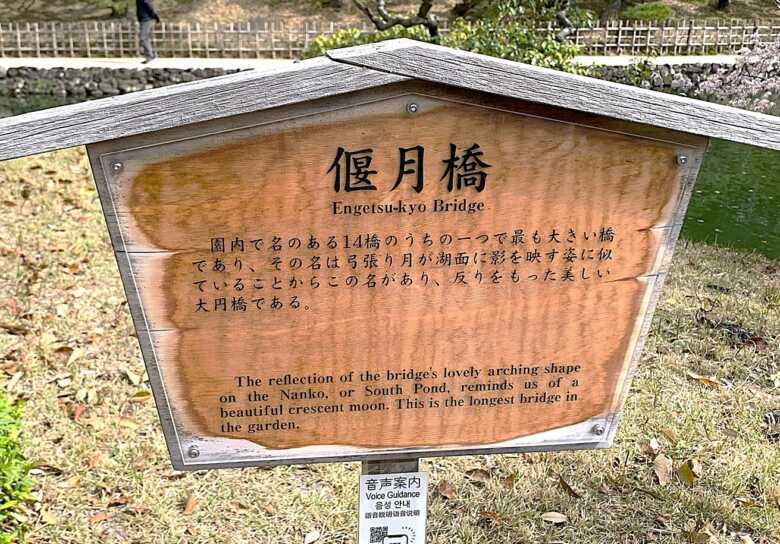 偃月橋
Engetsu-kyo Bridge
園内で名のある14橋のうちの一つで最も大きい橋
であり、その名は弓張り月が湖面に影を映す姿に似
ていることからこの名があり、反りをもった美しい
大円橋である。
The reflection of the bridge's lovely arching shape
on the Nanko, or South Pond, reminds us of a
beautiful crescent moon. This is the longest bridge in
the garden.
音声案内
Voice Guidance
음성 안내